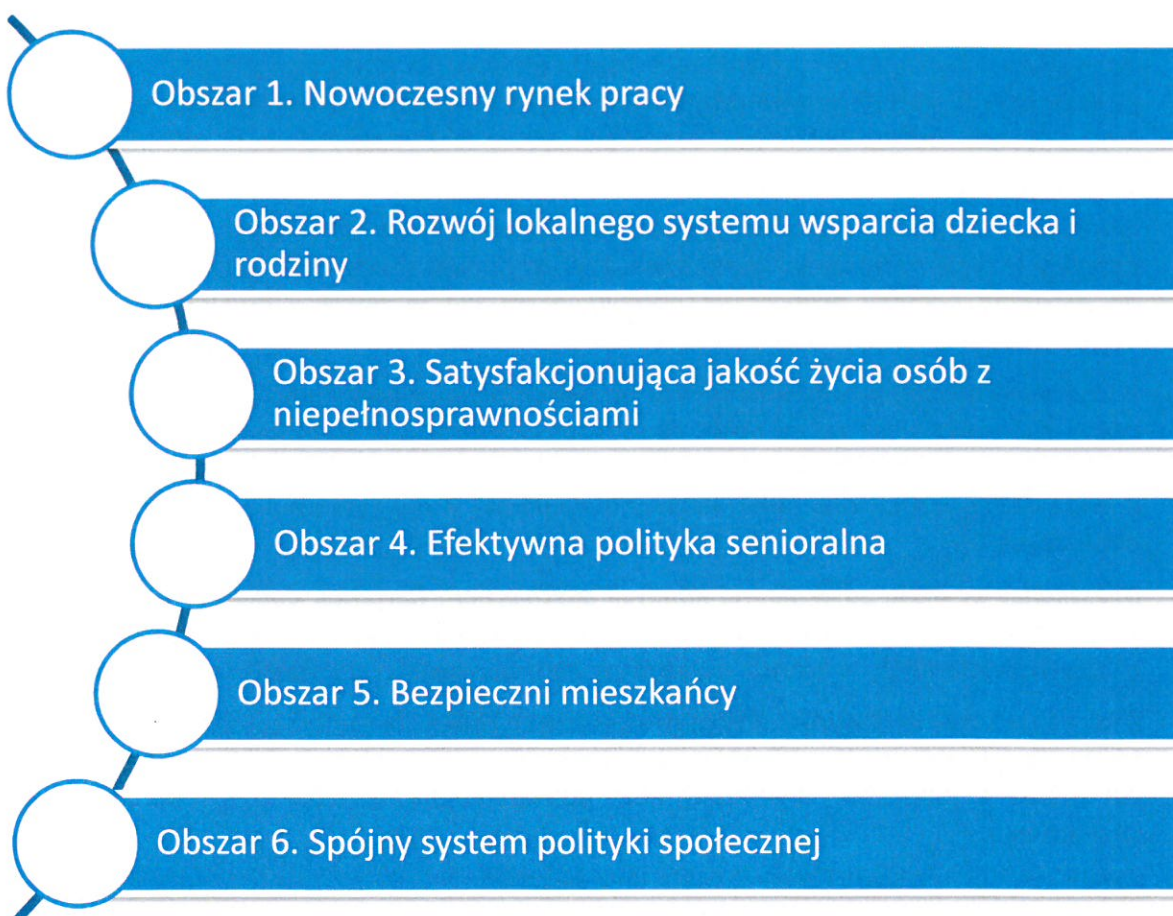 Obszar 1. Nowoczesny rynek pracy
Obszar 2. Rozwój lokalnego systemu wsparcia dziecka i
rodziny
Obszar 3. Satysfakcjonująca jakość życia osób z
niepełnosprawnościami
Obszar 4. Efektywna polityka senioralna
Obszar 5. Bezpieczni mieszkańcy
Obszar 6. Spójny system polityki społecznej